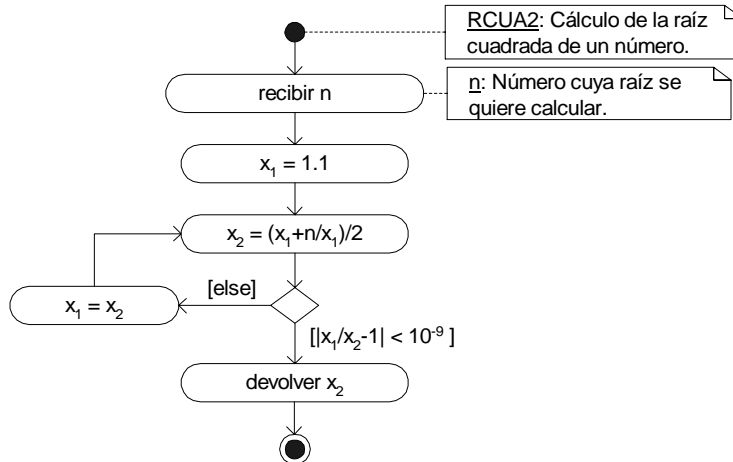 RCUA2: Cálculo de la raíz
cuadrada de un número.
recibir n
n: Número cuya raíz se
quiere calcular.
x₁ = 1.1
x₂ = (x₁+n/x₁)/2
[else]
x₁ = x₂
[|x₁/x₂-1| < 10⁻⁹ ]
devolver x₂